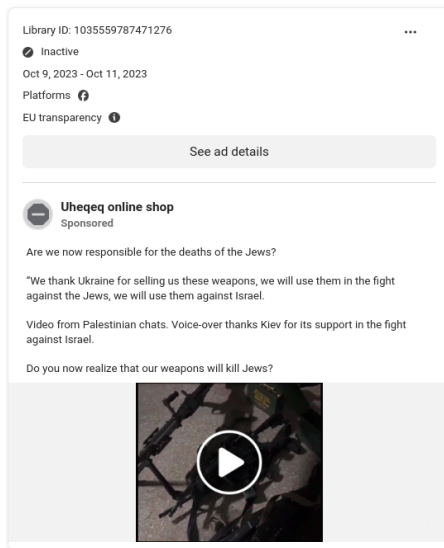 Library ID: 1035559787471276
Inactive
Oct 9, 2023 - Oct 11, 2023
Platforms
EU transparency
See ad details
Uheqeq online shop
Sponsored
Are we now responsible for the deaths of the Jews?
"We thank Ukraine for selling us these weapons, we will use them in the fight
against the Jews, we will use them against Israel.
Video from Palestinian chats. Voice-over thanks Kiev for its support in the fight
against Israel.
Do you now realize that our weapons will kill Jews?